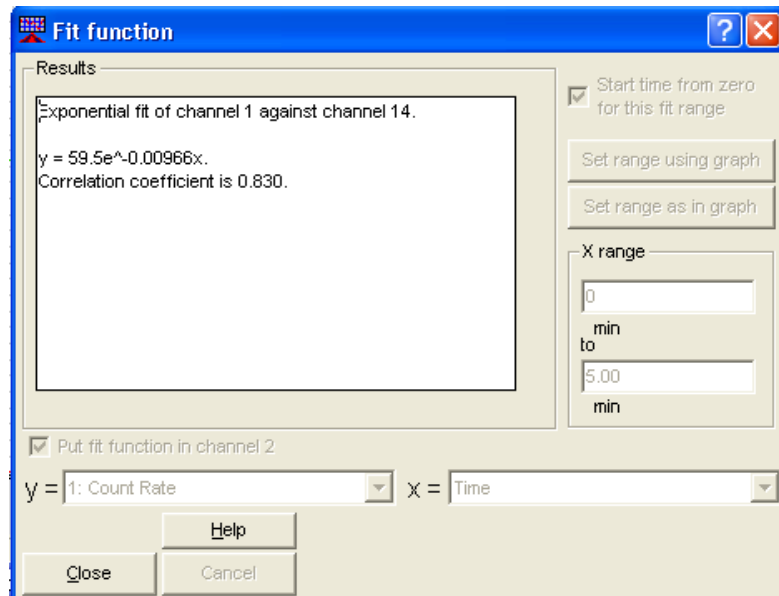 Fit function
Results
Exponential fit of channel 1 against channel 14.
y = 59.5e^-0.00966x.
Correlation coefficient is 0.830.
Start time from zero
for this fit range
Set range using graph
Set range as in graph
X range
0
min
to
5.00
min
Put fit function in channel 2
y = 1: Count Rate
x = Time
Help
Close
Cancel